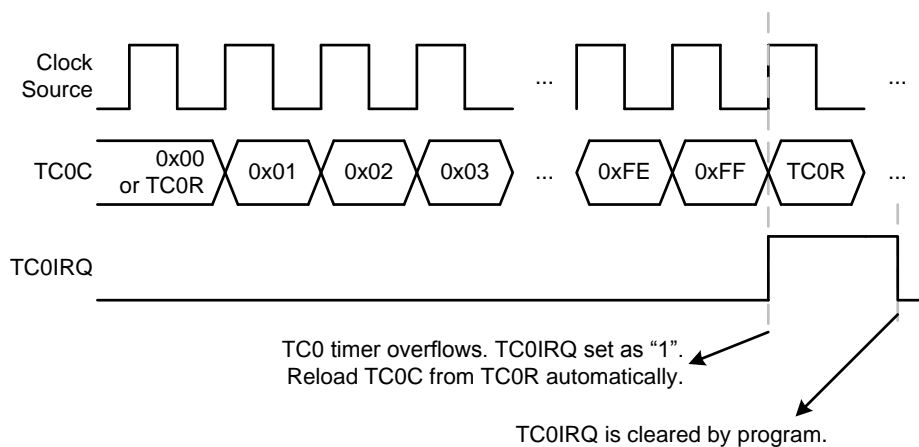 Clock
Source
...
...
TC0C
0x00
or TC0R
0x01
0x02
0x03
...
0xFE
0xFF
TC0R
...
TC0IRQ
TC0 timer overflows. TC0IRQ set as “1”.
Reload TC0C from TC0R automatically.
TC0IRQ is cleared by program.